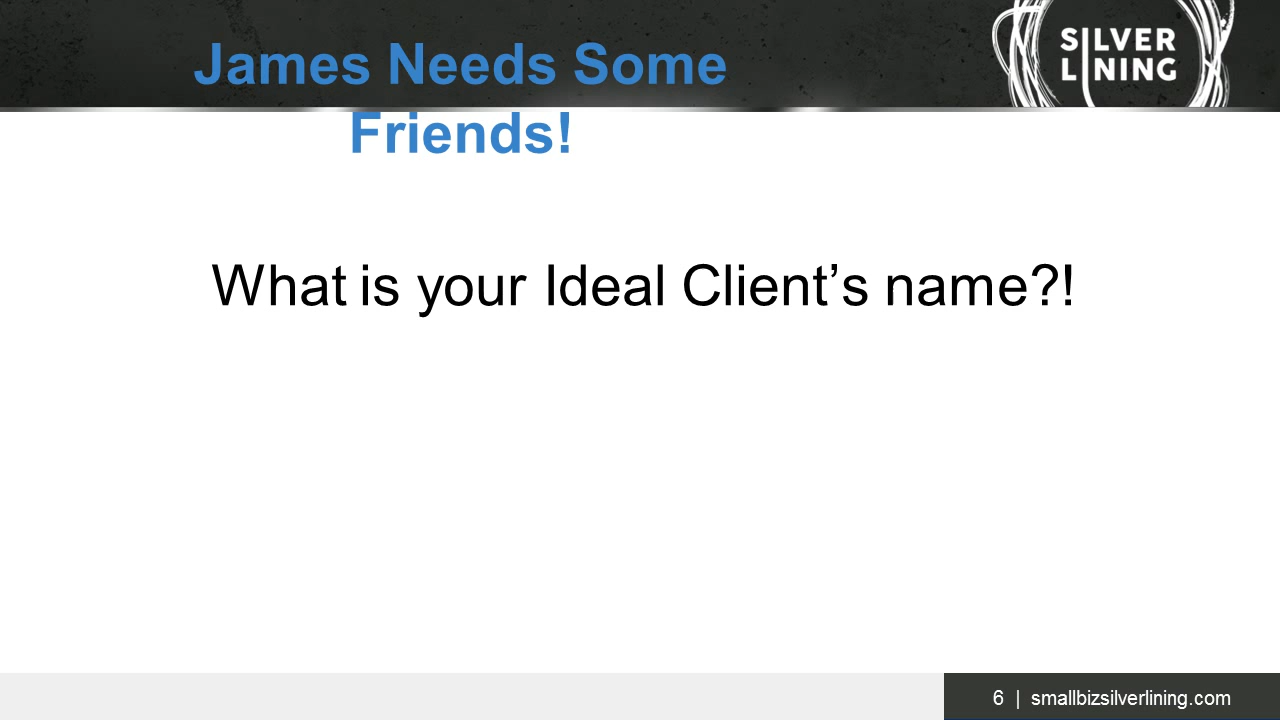 James Needs Some
Friends!
SILVER
LINING
What is your Ideal Client’s name?!
6 | smallbizsilverlining.com